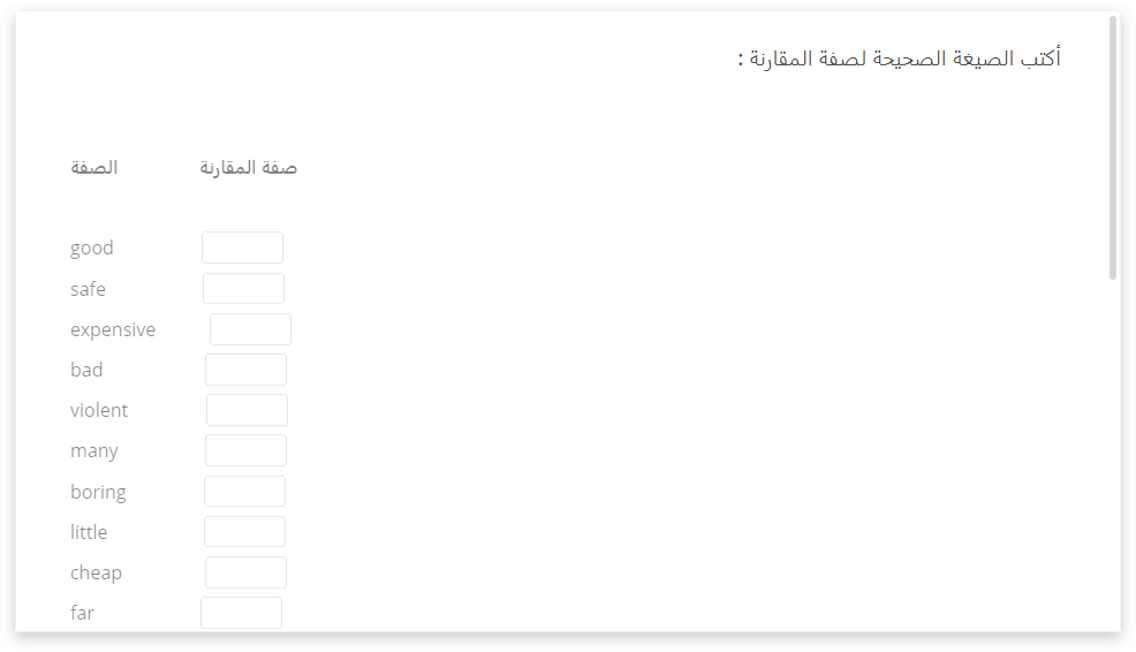 أكتب الصيغة الصحيحة لصفة المقارنة :
الصفة صفة المقارنة
good
safe
expensive
bad
violent
many
boring
little
cheap
far